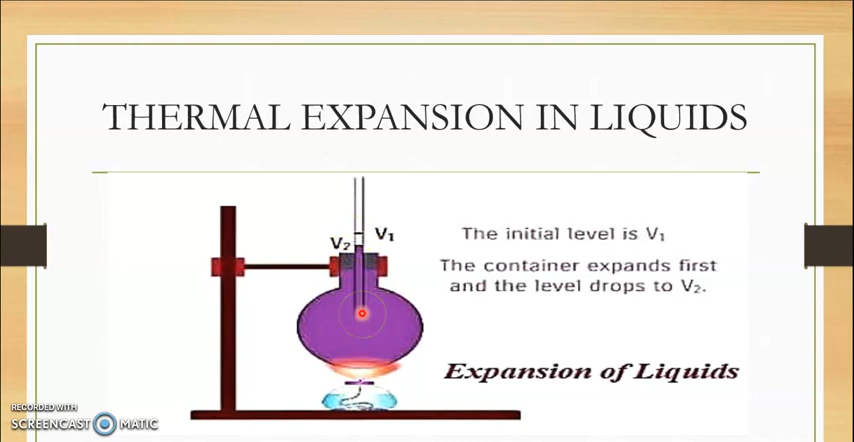 THERMAL EXPANSION IN LIQUIDS
V₁
V₂
The initial level is V₁
The container expands first
and the level drops to V₂.
Expansion of Liquids
RECORDED WITH
SCREENCAST MATIC